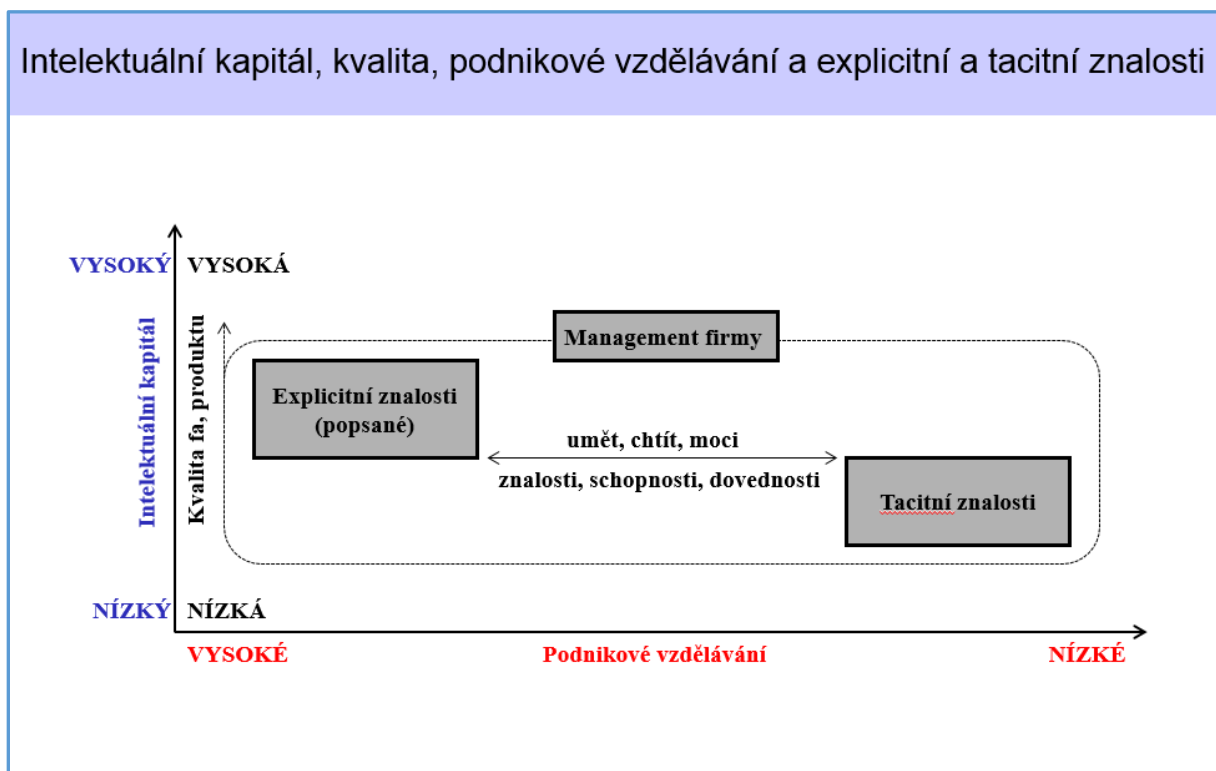 Intelektuální kapitál, kvalita, podnikové vzdělávání a explicitní a tacitní znalosti
VYSOKÝ
VYSOKÁ
Intelektuální kapitál
Kvalita fa, produktu
Management firmy
Explicitní znalosti
(popsané)
umět, chtít, moci
znalosti, schopnosti, dovednosti
Tacitní znalosti
NÍZKÝ
NÍZKÁ
VYSOKÉ
Podnikové vzdělávání
NÍZKÉ